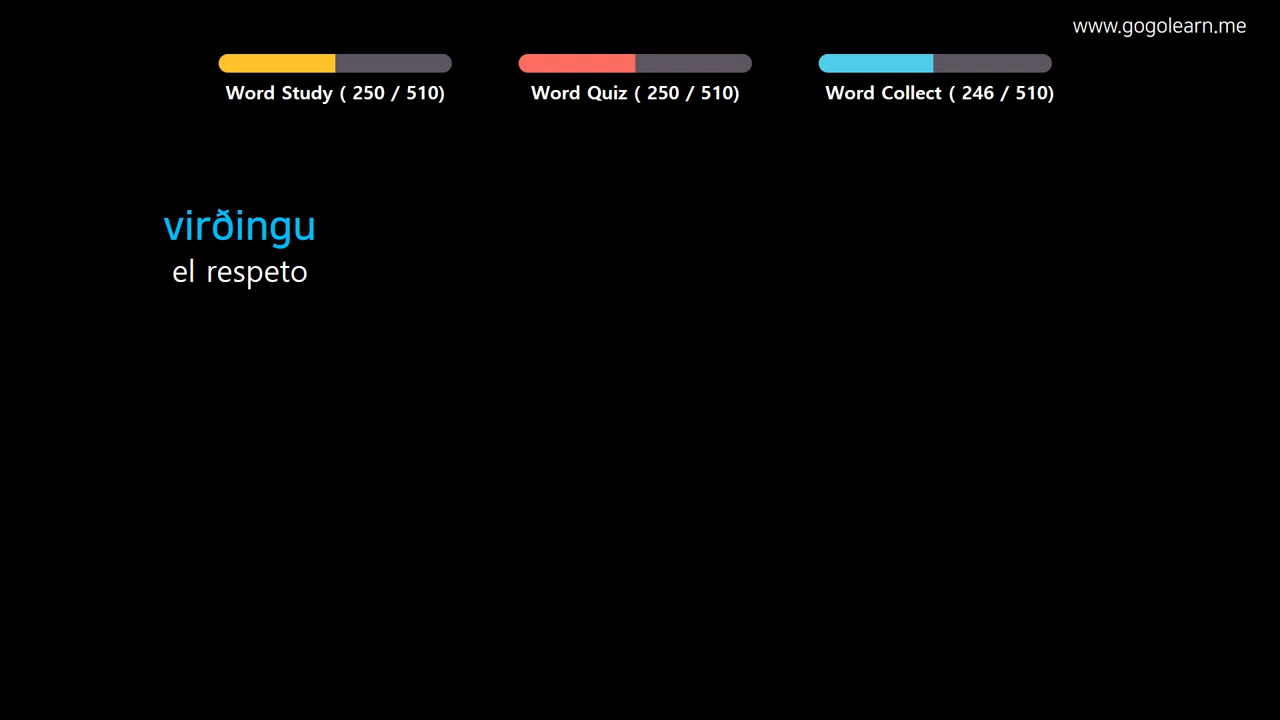 www.gogolearn.me
Word Study ( 250 / 510)
Word Quiz ( 250 / 510)
Word Collect ( 246 / 510)
virðingu
el respeto